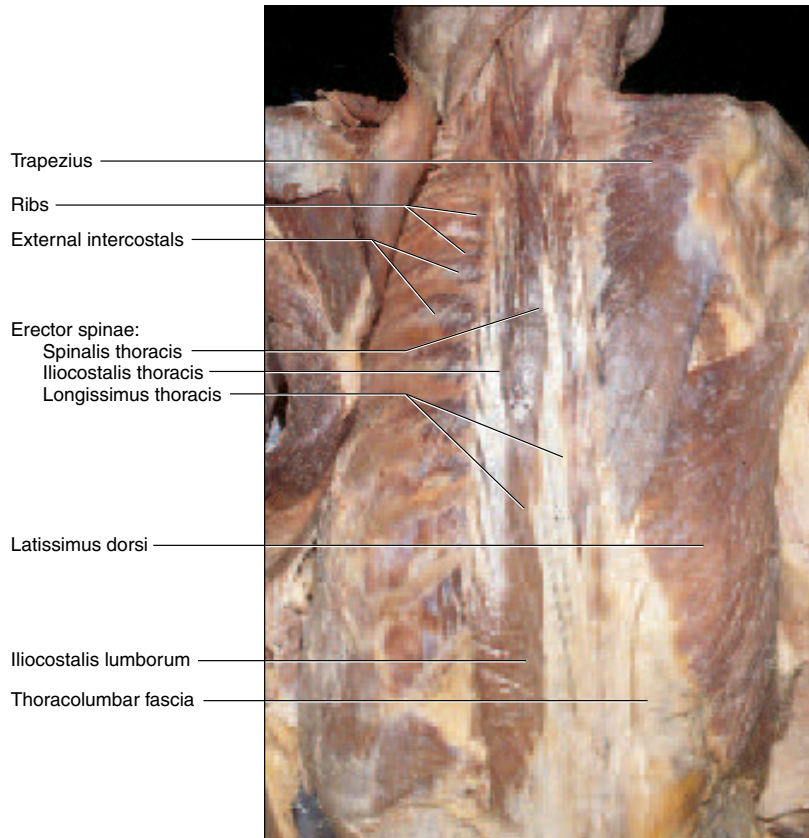 Trapezius
Ribs
External intercostals
Erector spinae:
Spinalis thoracis
Iliocostalis thoracis
Longissimus thoracis
Latissimus dorsi
Iliocostalis lumborum
Thoracolumbar fascia